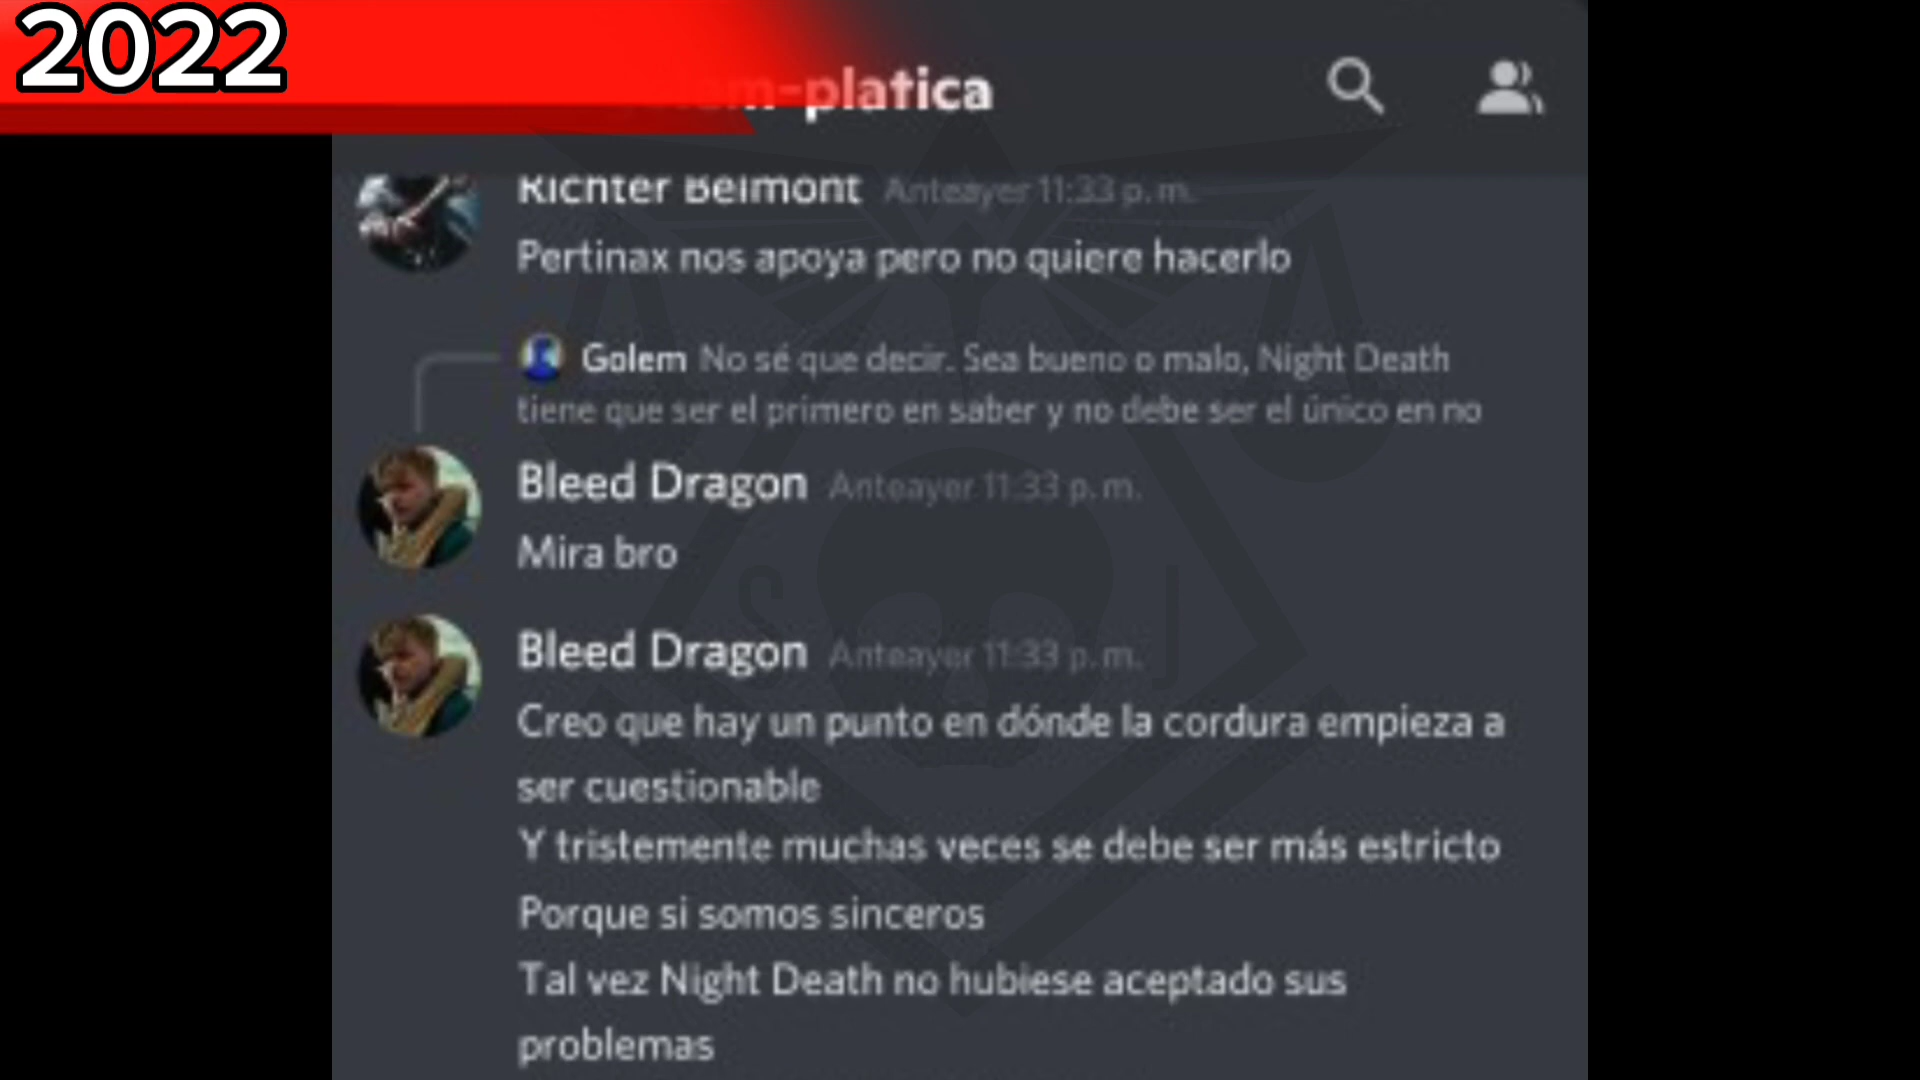 2022
-platica
Richter Belmont Anteayer 11:33 p. m.
Pertinax nos apoya pero no quiere hacerlo
Golem No sé que decir. Sea bueno o malo, Night Death
tiene que ser el primero en saber y no debe ser el único en no
Bleed Dragon Anteayer 11:33 p. m.
Mira bro
S J
Bleed Dragon Anteayer 11:33 p. m.
Creo que hay un punto en dónde la cordura empieza a
ser cuestionable
Y tristemente muchas veces se debe ser más estricto
Porque si somos sinceros
Tal vez Night Death no hubiese aceptado sus
problemas